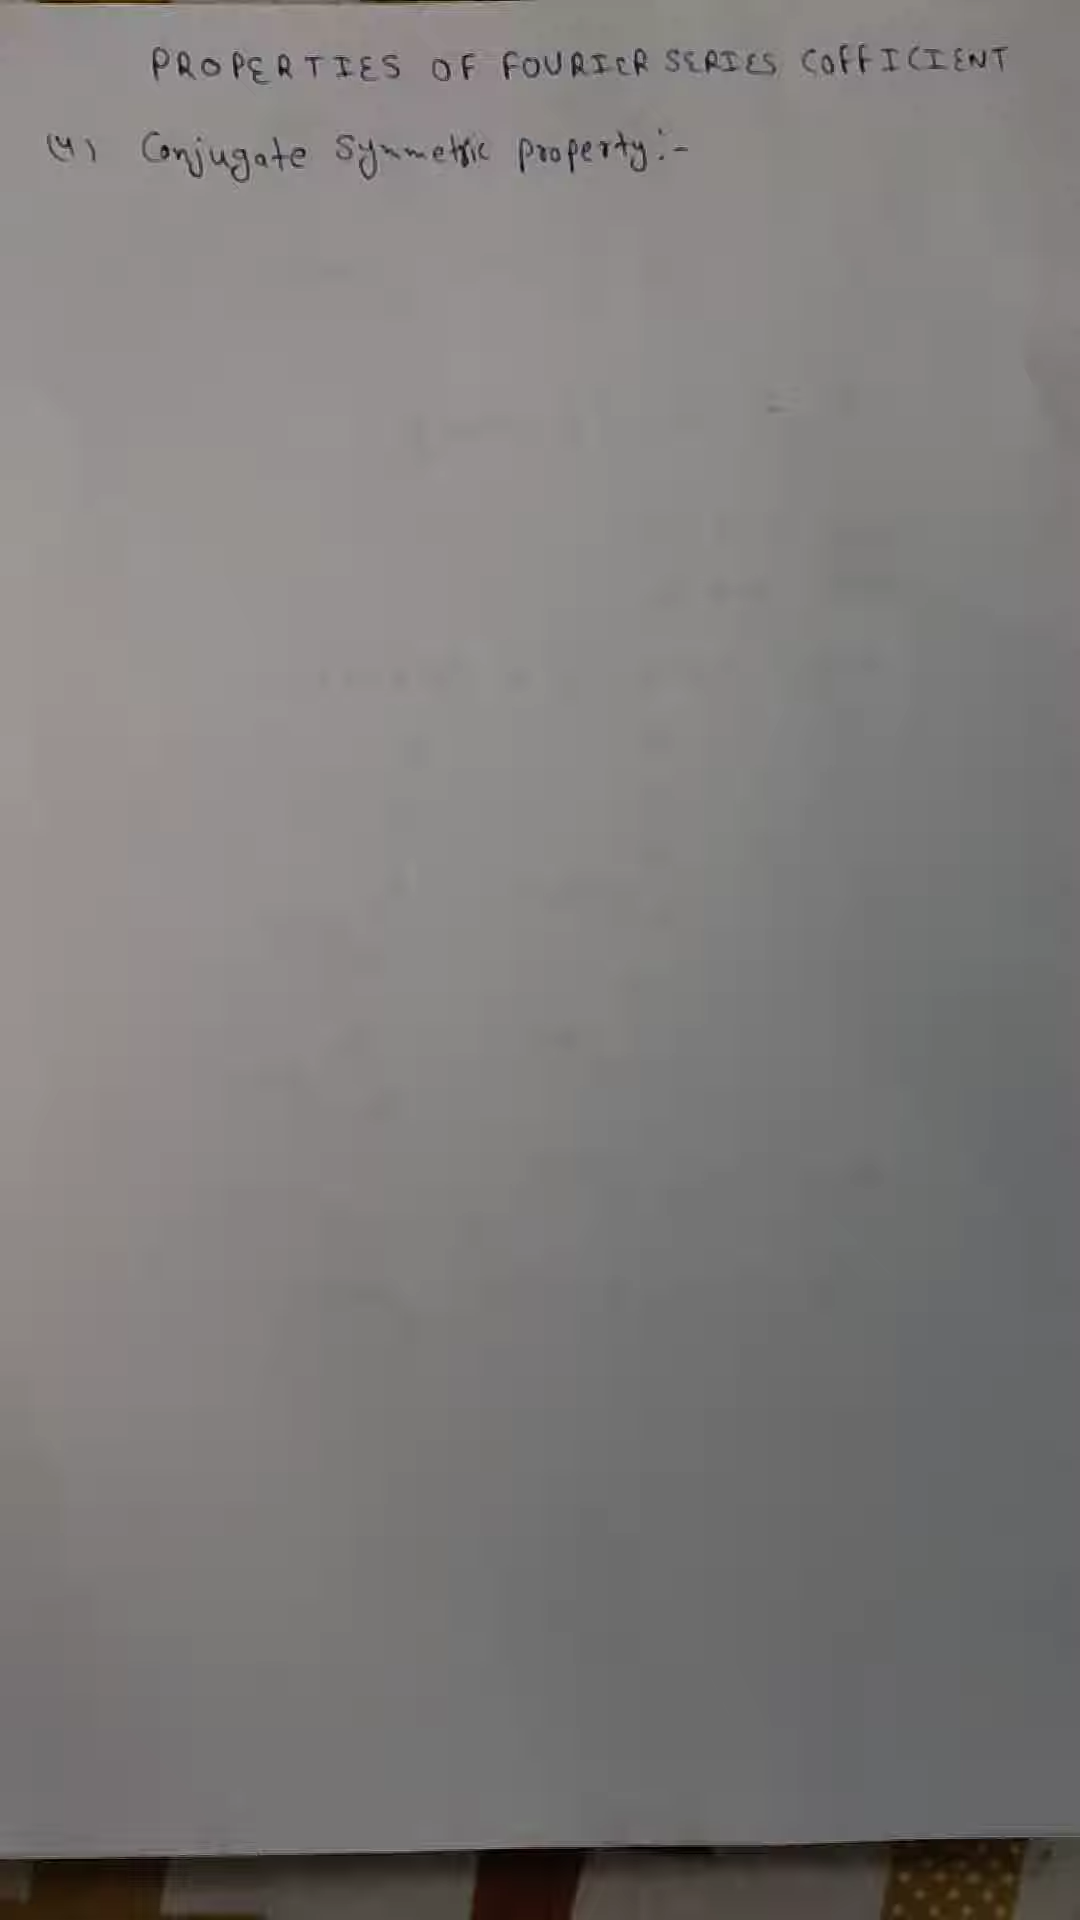 PROPERTIES OF FOURIER SERIES COFFICIENT
(4) Conjugate Symmetric property:-